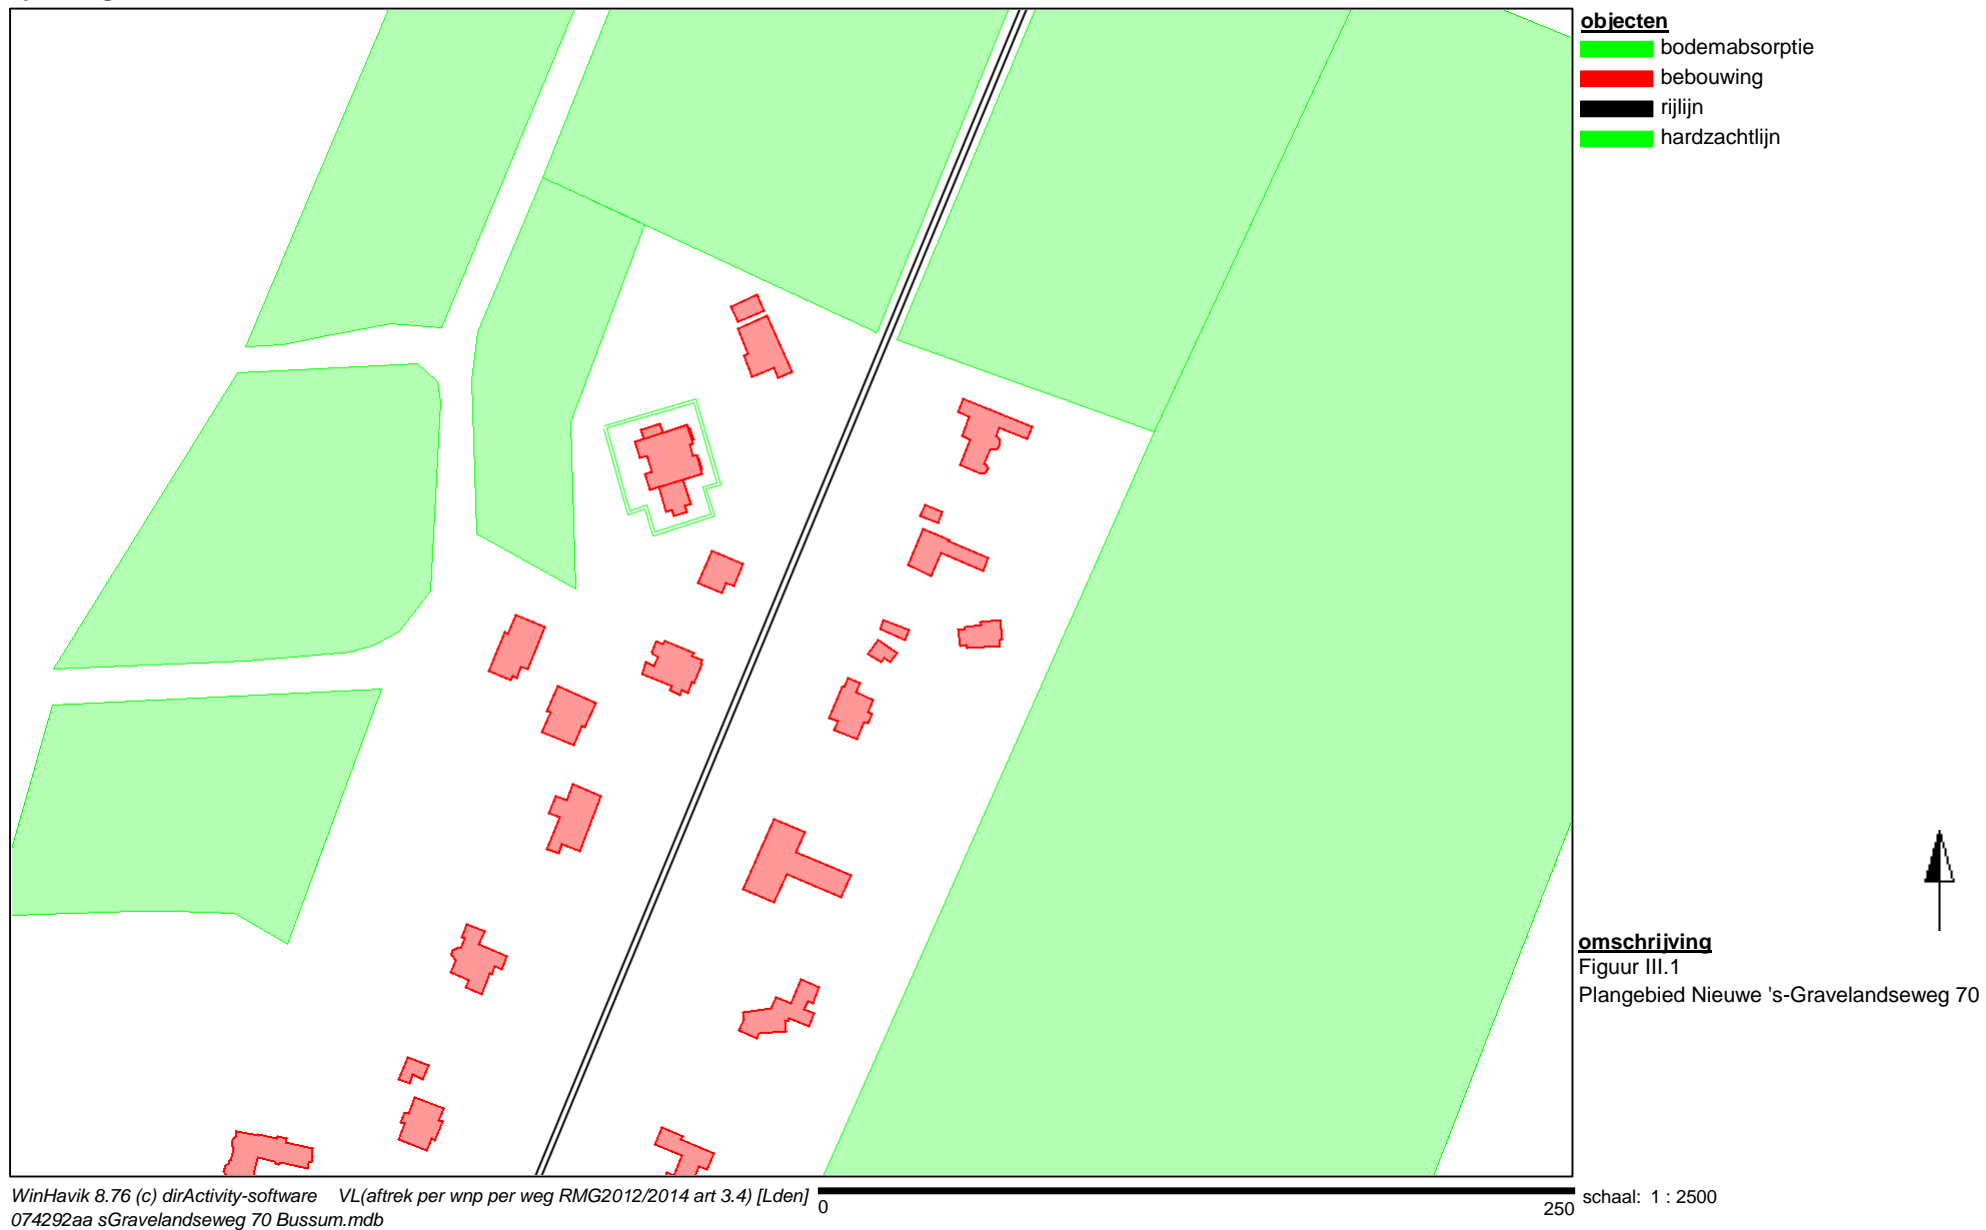 objecten
bodemabsorptie
bebouwing
rijlijn
hardzachtlijn
omschrijving
Figuur III.1
Plangebied Nieuwe 's-Gravelandseweg 70
WinHavik 8.76 (c) dirActivity-software VL(aftrek per wnp per weg RMG2012/2014 art 3.4) [Lden]
0
250
schaal: 1 : 2500
074292aa sGravelandseweg 70 Bussum.mdb